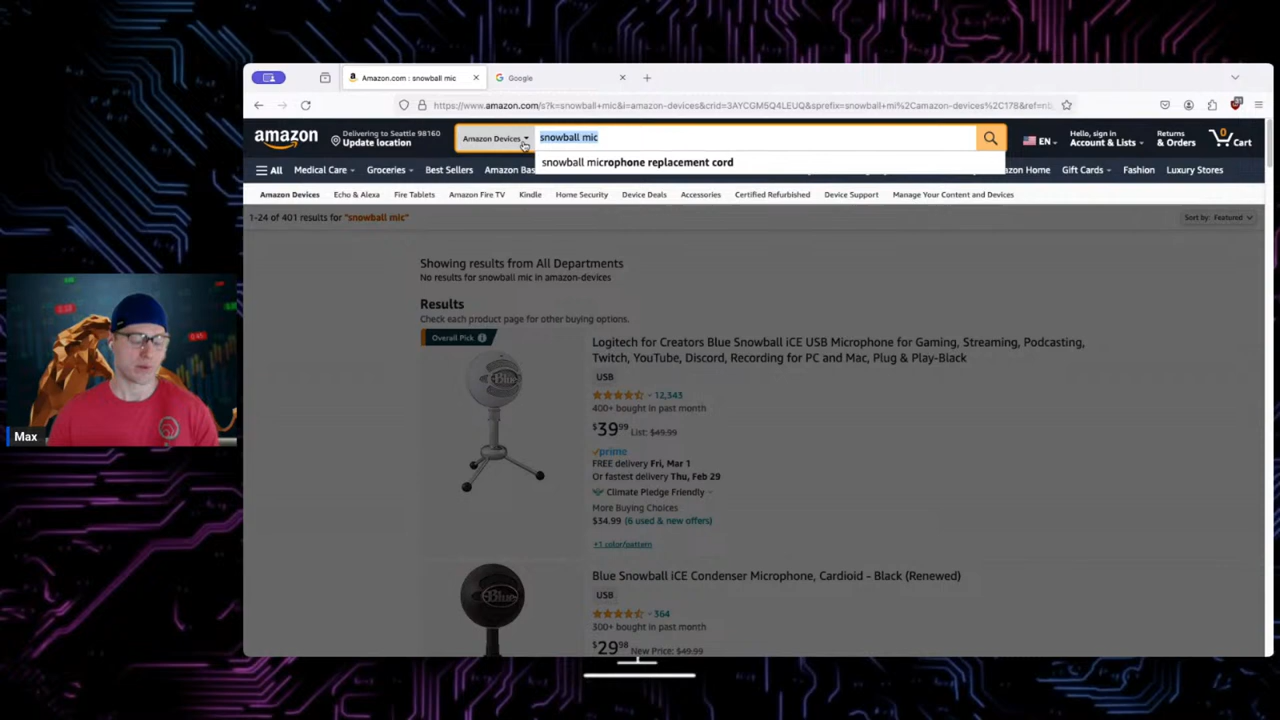 Amazon.com : snowball mic
Google
https://www.amazon.com/s?k=snowball+mic&i=amazon-devices&crid=3AYCGM5Q4LEUQ&sprefix=snowball+mi%2Camazon-devices%2C178&ref=nb
amazon
Delivering to Seattle 98160
Update location
Amazon Devices
snowball mic
EN
Hello, sign in
Account & Lists
Returns
& Orders
0
Cart
snowball microphone replacement cord
All
Medical Care
Groceries
Best Sellers
Amazon Bas
zon Home
Gift Cards
Fashion
Luxury Stores
Amazon Devices
Echo & Alexa
Fire Tablets
Amazon Fire TV
Kindle
Home Security
Device Deals
Accessories
Certified Refurbished
Device Support
Manage Your Content and Devices
1-24 of 401 results for "snowball mic"
Sort by: Featured
Showing results from All Departments
No results for snowball mic in amazon-devices
Results
Check each product page for other buying options.
Overall Pick
Blue
Logitech for Creators Blue Snowball iCE USB Microphone for Gaming, Streaming, Podcasting,
Twitch, YouTube, Discord, Recording for PC and Mac, Plug & Play-Black
USB
12,343
400+ bought in past month
$39.99 List: $49.99
prime
FREE delivery Fri, Mar 1
Or fastest delivery Thu, Feb 29
Climate Pledge Friendly
More Buying Choices
$34.99 (6 used & new offers)
+1 color/pattern
Blue
Blue Snowball iCE Condenser Microphone, Cardioid - Black (Renewed)
USB
364
300+ bought in past month
$29.98 New Price: $49.99
Max